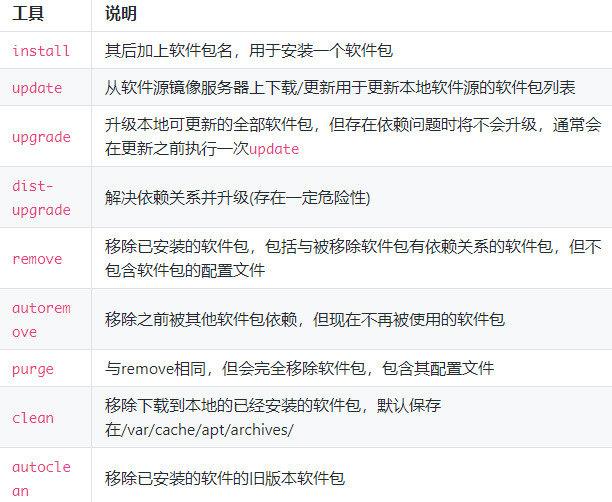 工具 说明
install 其后加上软件包名，用于安装一个软件包
update 从软件源镜像服务器上下载/更新用于更新本地软件源的软件包列表
upgrade 升级本地可更新的全部软件包，但存在依赖问题时将不会升级，通常会
在更新之前执行一次update
dist-
upgrade 解决依赖关系并升级(存在一定危险性)
remove 移除已安装的软件包，包括与被移除软件包有依赖关系的软件包，但不
包含软件包的配置文件
autorem
ove 移除之前被其他软件包依赖，但现在不再被使用的软件包
purge 与remove相同，但会完全移除软件包，包含其配置文件
clean 移除下载到本地的已经安装的软件包，默认保存
在/var/cache/apt/archives/
autocle
an 移除已安装的软件的旧版本软件包